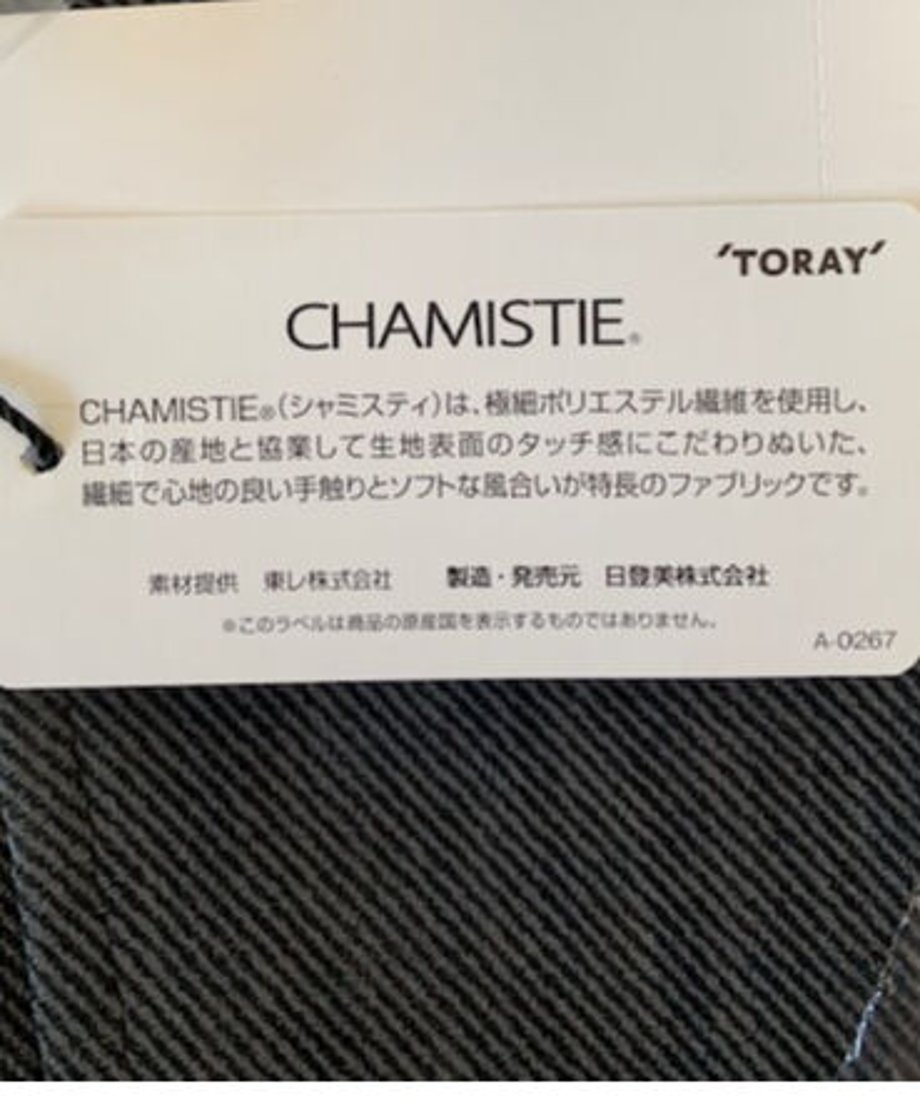 'TORAY'
CHAMISTIE®
CHAMISTIE®(シャミスティ)は、極細ポリエステル繊維を使用し、
日本の産地と協業して生地表面のタッチ感にこだわりぬいた、
繊細で心地の良い手触りとソフトな風合いが特長のファブリックです。
素材提供 東レ株式会社 製造・発売元 日登美株式会社
※このラベルは商品の原産国を表示するものではありません。
A-0267